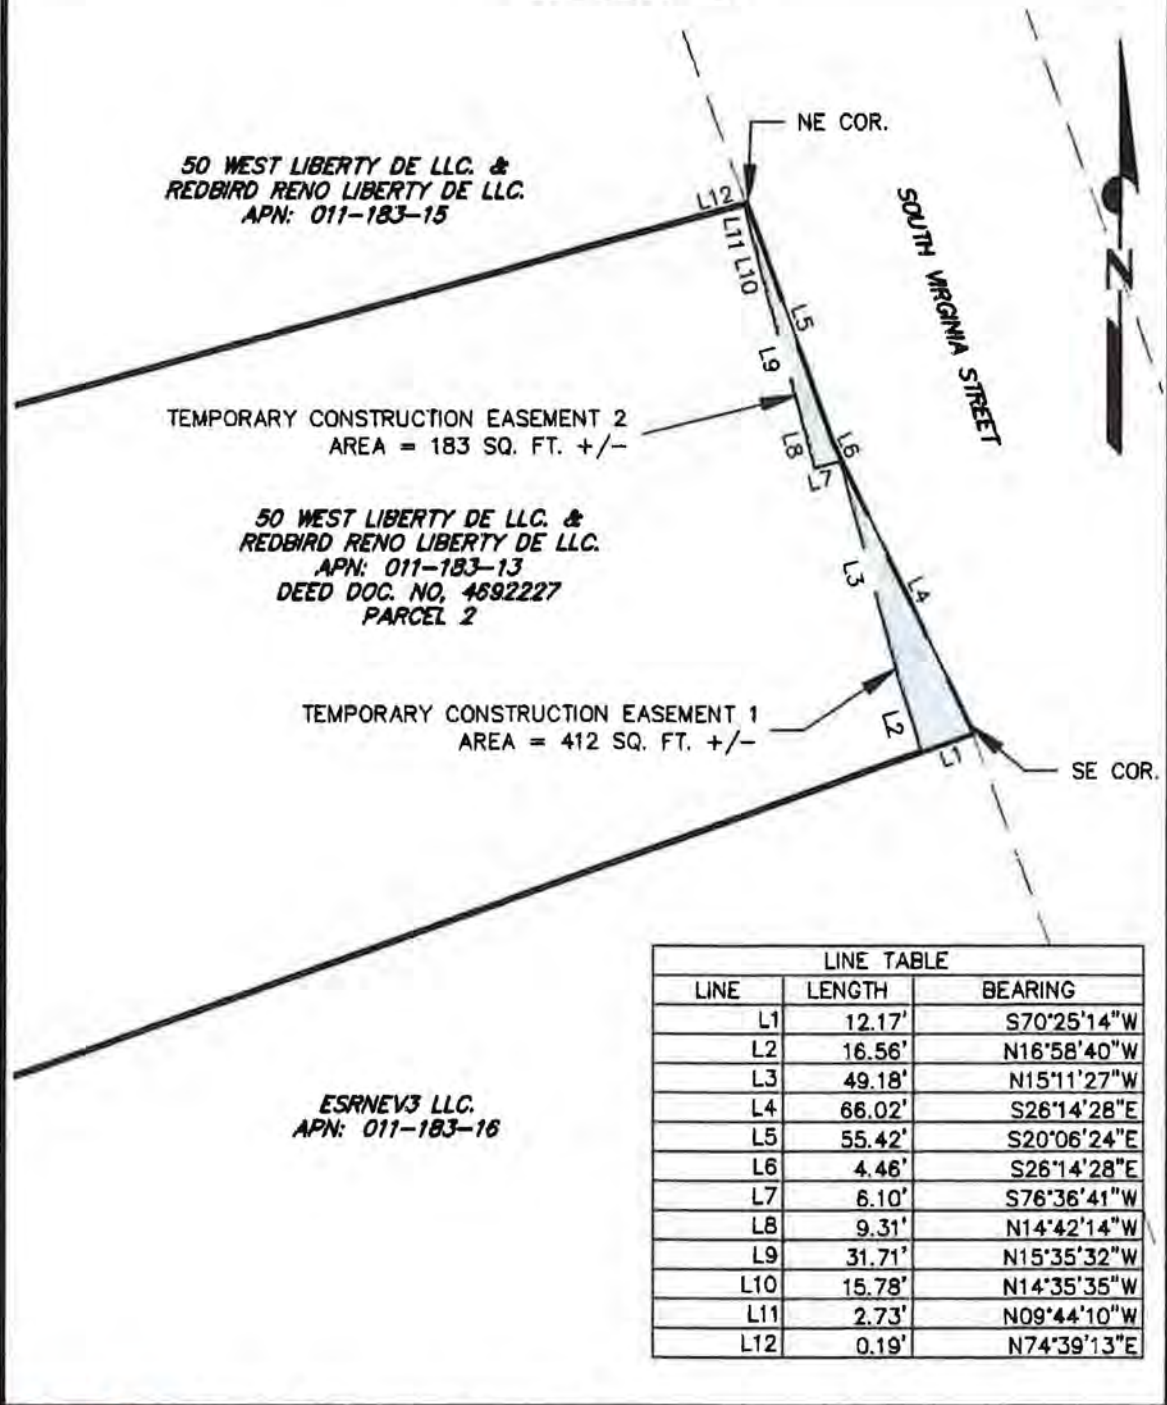 NE COR.
50 WEST LIBERTY DE LLC. &
REDBIRD RENO LIBERTY DE LLC.
APN: 011-183-15
L12
L11
L10
L5
SOUTH VIRGINIA STREET
N
L9
TEMPORARY CONSTRUCTION EASEMENT 2
AREA = 183 SQ. FT. +/-
L8
L6
L7
50 WEST LIBERTY DE LLC. &
REDBIRD RENO LIBERTY DE LLC.
APN: 011-183-13
DEED DOC. NO, 4692227
PARCEL 2
L3
L4
TEMPORARY CONSTRUCTION EASEMENT 1
AREA = 412 SQ. FT. +/-
L2
L1
SE COR.
ESRNEV3 LLC.
APN: 011-183-16
LINE TABLE
LINE LENGTH BEARING
L1 12.17' S70°25'14"W
L2 16.56' N16°58'40"W
L3 49.18' N15°11'27"W
L4 66.02' S26°14'28"E
L5 55.42' S20°06'24"E
L6 4.46' S26°14'28"E
L7 6.10' S76°36'41"W
L8 9.31' N14°42'14"W
L9 31.71' N15°35'32"W
L10 15.78' N14°35'35"W
L11 2.73' N09°44'10"W
L12 0.19' N74°39'13"E